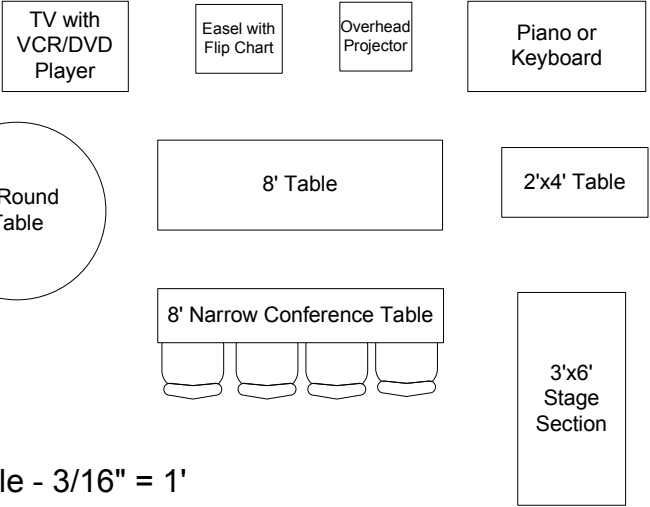 TV with
VCR/DVD
Player
Easel with
Flip Chart
Overhead
Projector
Piano or
Keyboard
Round
8' Table
2'x4' Table
8' Narrow Conference Table
3'x6'
Stage
Section
- 3/16" = 1'